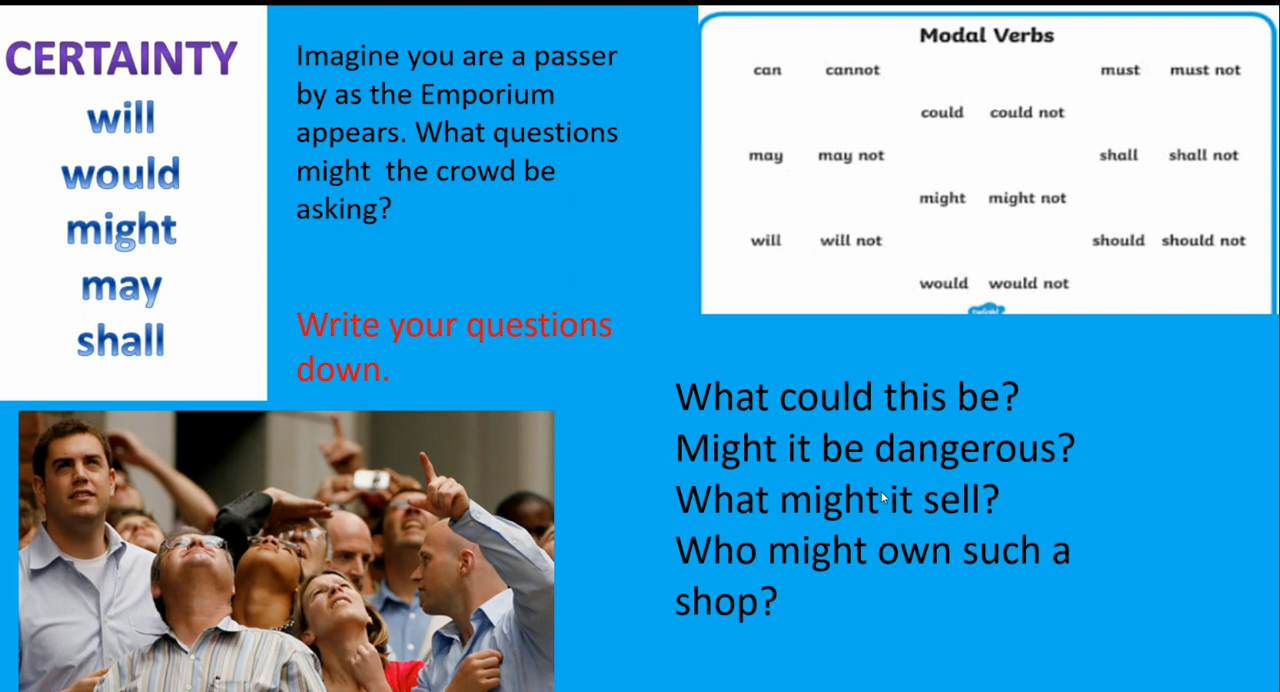 CERTAINTY
will
would
might
may
shall
Imagine you are a passer
by as the Emporium
appears. What questions
might  the crowd be
asking?
Write your questions
down.
Modal Verbs
can cannot must must not
could could not
may may not shall shall not
might might not
will will not should should not
would would not
twinkl
What could this be?
Might it be dangerous?
What might it sell?
Who might own such a
shop?